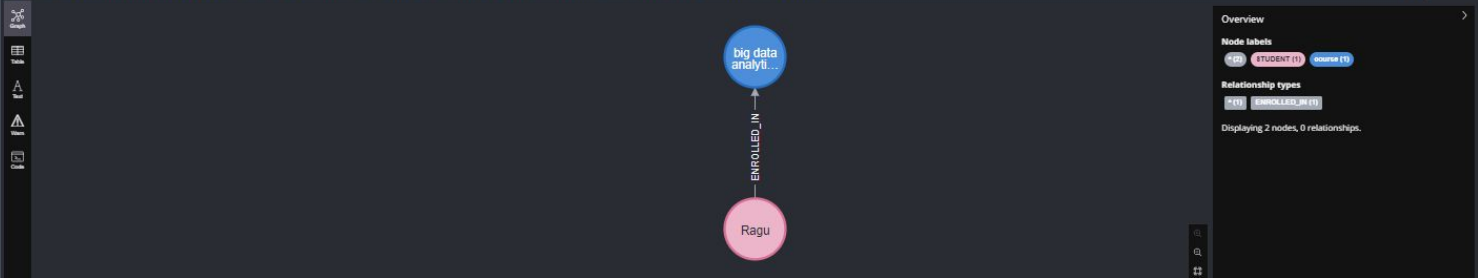 Graph
Table
Text
Warn
Code
big data
analyti...
ENROLLED_IN
Ragu
Overview
Node labels
* (2) STUDENT (1) course (1)
Relationship types
* (1) ENROLLED_IN (1)
Displaying 2 nodes, 0 relationships.